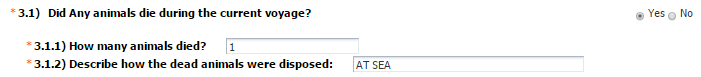 * 3.1) Did Any animals die during the current voyage? Yes No
* 3.1.1) How many animals died? 1
* 3.1.2) Describe how the dead animals were disposed: AT SEA